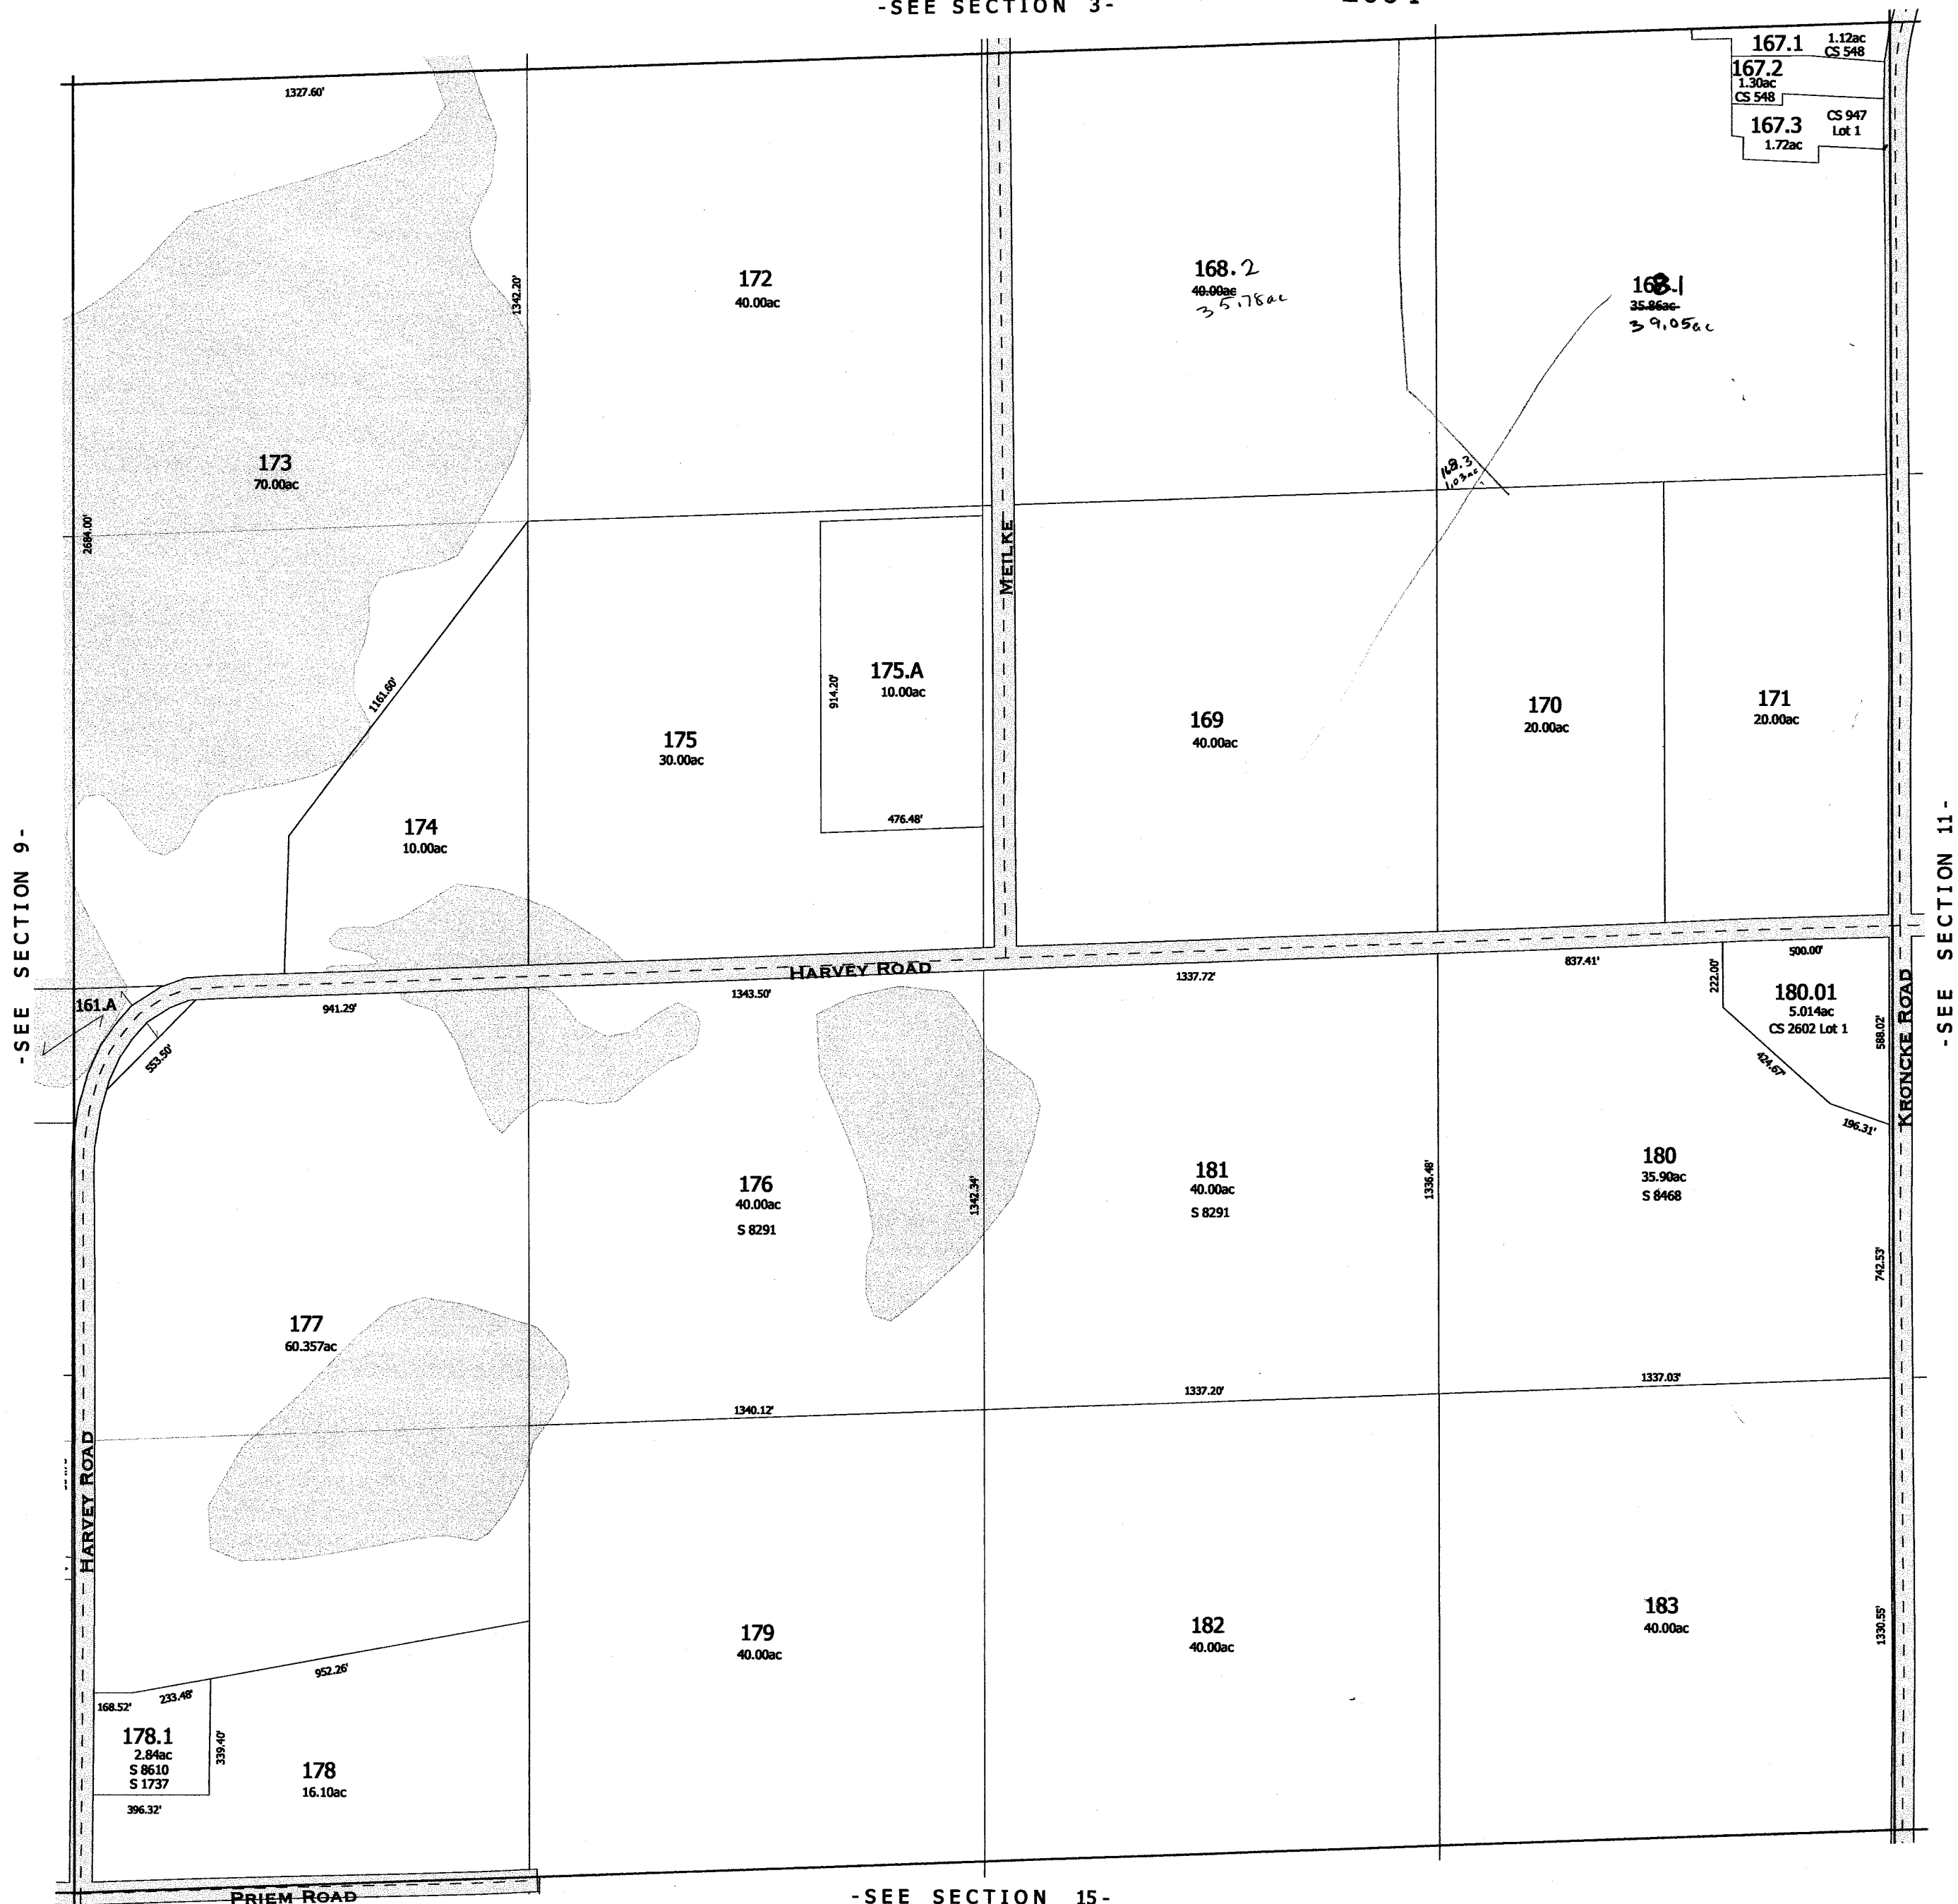 -SEE SECTION 3-
167.1
1.12ac
CS 548
167.2
1.30ac
CS 548
167.3
1.72ac
CS 947
Lot 1
1327.60'
1342.20'
172
40.00ac
168.2
40.00ac
35.78ac
168.1
35.86ac
39.05ac
173
70.00ac
168.3
1.03ac
2684.00'
MEILKE
1161.60'
914.20'
175.A
10.00ac
476.48'
175
30.00ac
169
40.00ac
170
20.00ac
171
20.00ac
174
10.00ac
-SEE SECTION 9-
-SEE SECTION 11-
HARVEY ROAD
161.A
941.29'
1343.50'
1337.72'
837.41'
500.00'
222.00'
180.01
5.014ac
CS 2602 Lot 1
588.02'
424.67'
196.31'
KRONCKE ROAD
553.50'
176
40.00ac
S 8291
1342.34'
181
40.00ac
S 8291
1336.48'
180
35.90ac
S 8468
742.53'
177
60.357ac
1340.12'
1337.20'
1337.03'
HARVEY ROAD
179
40.00ac
182
40.00ac
183
40.00ac
1330.55'
952.26'
168.52'
233.48'
178.1
2.84ac
S 8610
S 1737
339.40'
396.32'
178
16.10ac
PRIEM ROAD
-SEE SECTION 15-